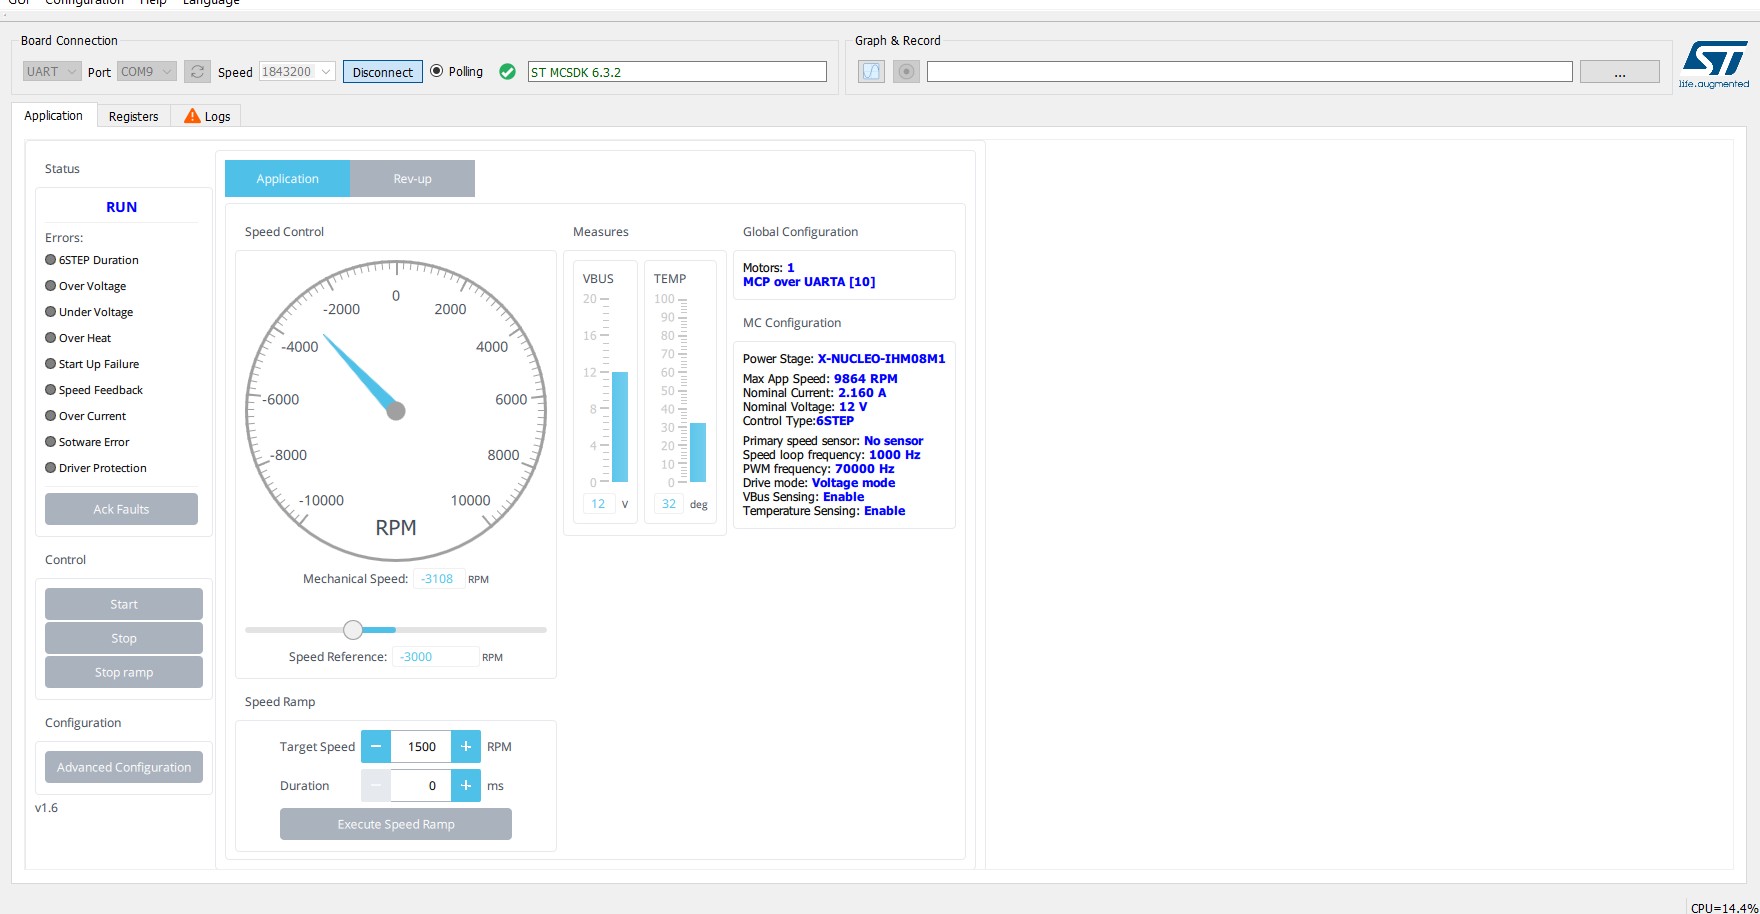 GUI Configuration Help Language
Board Connection
UART Port COM9 Speed 1843200 Disconnect Polling ST MCSDK 6.3.2
Graph & Record
...
life.augmented
Application Registers Logs
Status
RUN
Errors:
6STEP Duration
Over Voltage
Under Voltage
Over Heat
Start Up Failure
Speed Feedback
Over Current
Sotware Error
Driver Protection
Ack Faults
Control
Start
Stop
Stop ramp
Configuration
Advanced Configuration
v1.6
Application Rev-up
Speed Control
0
-2000 2000
-4000 4000
-6000 6000
-8000 8000
-10000 10000
RPM
Mechanical Speed: -3108 RPM
Speed Reference: -3000 RPM
Speed Ramp
Target Speed − 1500 + RPM
Duration − 0 + ms
Execute Speed Ramp
Measures
VBUS
20
16
12
8
4
0
12 V
TEMP
100
90
80
70
60
50
40
30
20
10
0
32 deg
Global Configuration
Motors: 1
MCP over UARTA [10]
MC Configuration
Power Stage: X-NUCLEO-IHM08M1
Max App Speed: 9864 RPM
Nominal Current: 2.160 A
Nominal Voltage: 12 V
Control Type:6STEP
Primary speed sensor: No sensor
Speed loop frequency: 1000 Hz
PWM frequency: 70000 Hz
Drive mode: Voltage mode
VBus Sensing: Enable
Temperature Sensing: Enable
CPU=14.4%